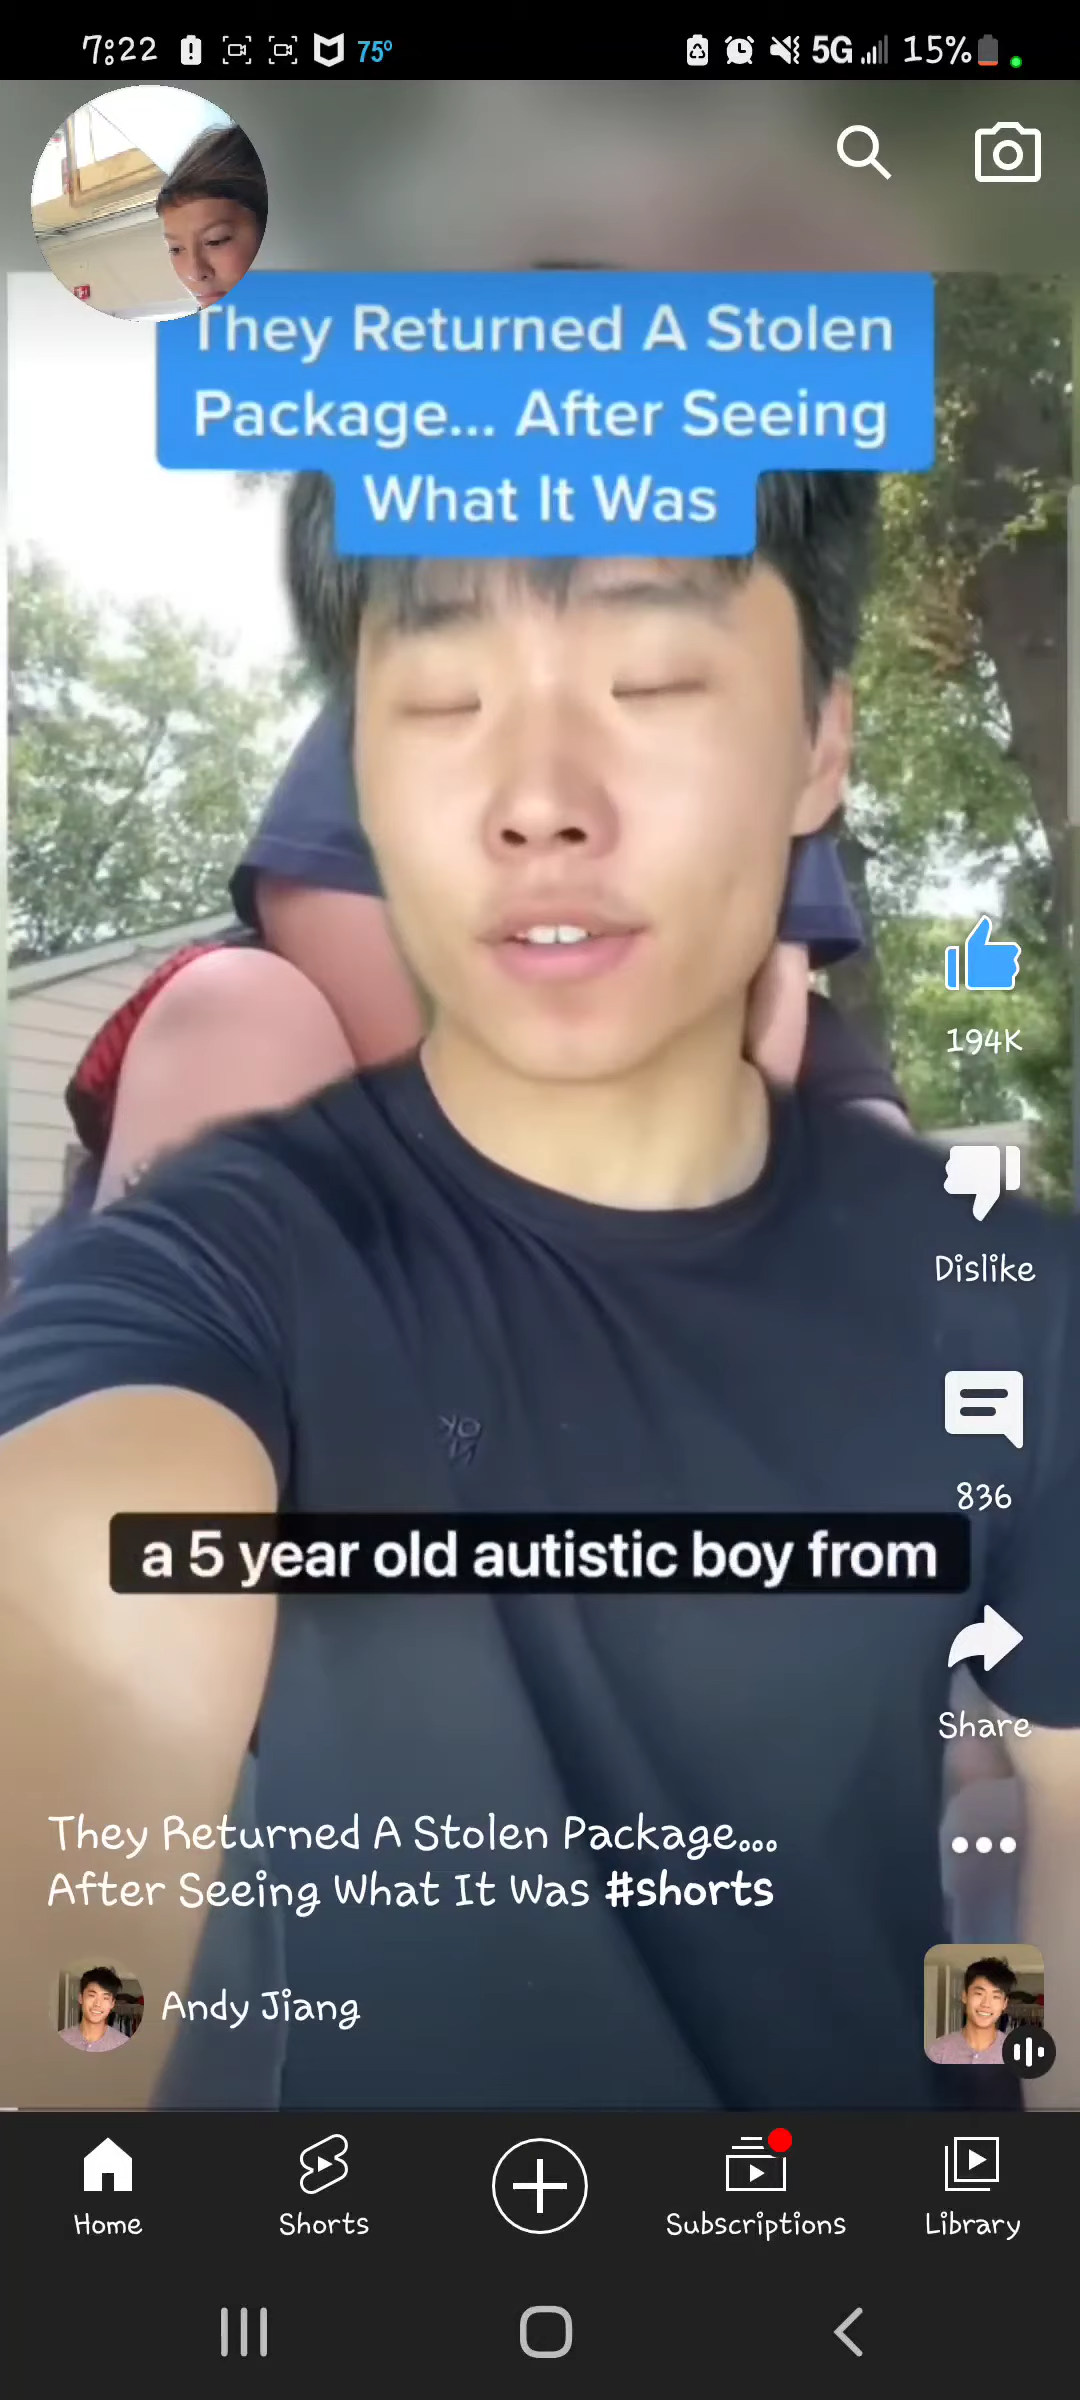 7:22
75°
5G
15%
They Returned A Stolen
Package... After Seeing
What It Was
194K
Dislike
836
a 5 year old autistic boy from
Share
They Returned A Stolen Package...
After Seeing What It Was #shorts
Andy Jiang
Home
Shorts
Subscriptions
Library